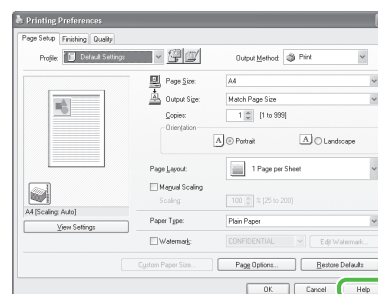 Printing Preferences
Page Setup Finishing Quality
Profile: Default Settings Output Method: Print
Page Size: A4
Output Size: Match Page Size
Copies: 1 [1 to 999]
Orientation
A Portrait A Landscape
Page Layout: 1 Page per Sheet
Manual Scaling
Scaling: 100 % [25 to 200]
A4 [Scaling: Auto]
View Settings
Paper Type: Plain Paper
Watermark: CONFIDENTIAL Edit Watermark...
Custom Paper Size... Page Options... Restore Defaults
OK Cancel Help